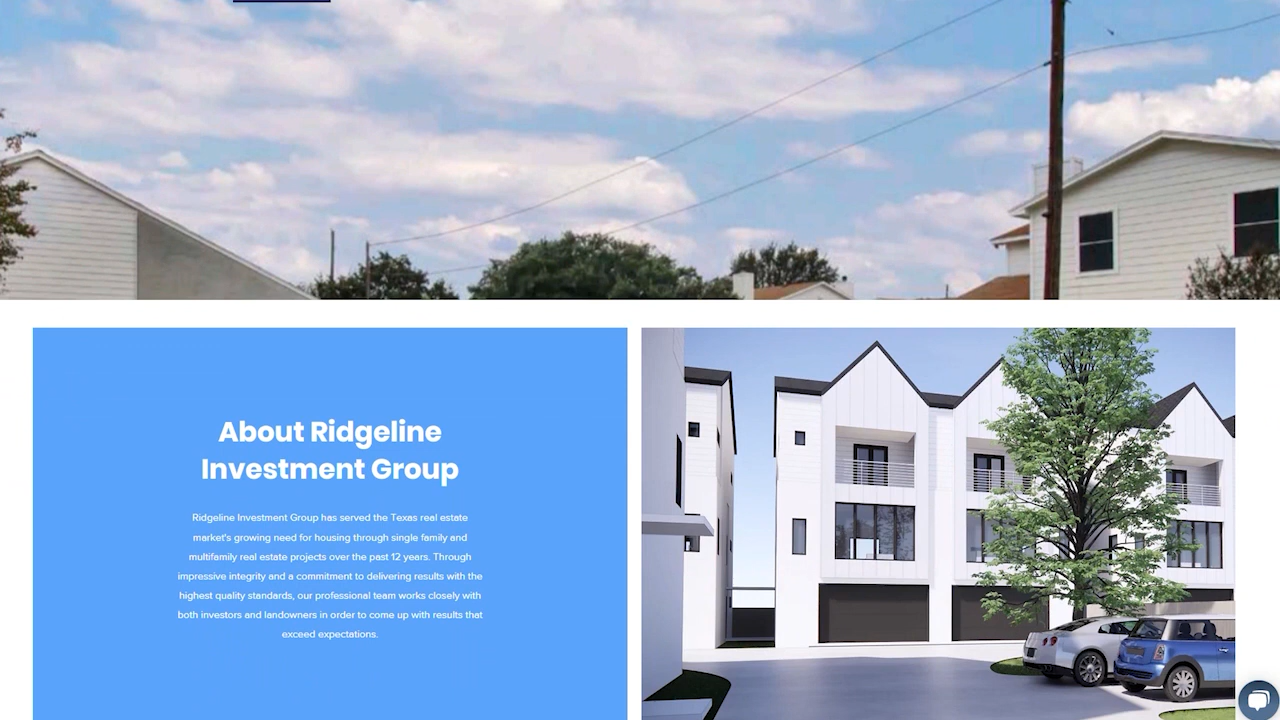 About Ridgeline
Investment Group
Ridgeline Investment Group has served the Texas real estate
market's growing need for housing through single family and
multifamily real estate projects over the past 12 years. Through
impressive integrity and a commitment to delivering results with the
highest quality standards, our professional team works closely with
both investors and landowners in order to come up with results that
exceed expectations.